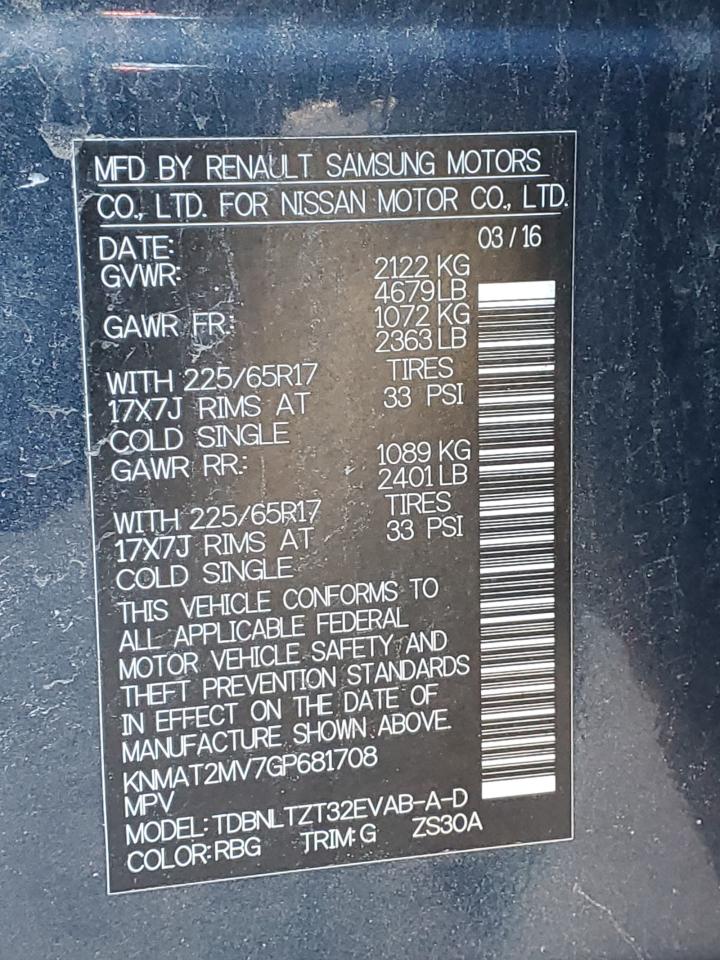 MFD BY RENAULT SAMSUNG MOTORS
CO., LTD. FOR NISSAN MOTOR CO., LTD.
DATE: 03 / 16
GVWR: 2122 KG
4679 LB
GAWR FR: 1072 KG
2363 LB
WITH 225/65R17 TIRES
17X7J RIMS AT 33 PSI
COLD SINGLE
GAWR RR: 1089 KG
2401 LB
WITH 225/65R17 TIRES
17X7J RIMS AT 33 PSI
COLD SINGLE
THIS VEHICLE CONFORMS TO
ALL APPLICABLE FEDERAL
MOTOR VEHICLE SAFETY AND
THEFT PREVENTION STANDARDS
IN EFFECT ON THE DATE OF
MANUFACTURE SHOWN ABOVE.
KNMAT2MV7GP681708
MPV
MODEL: TDBNLTZT32EVAB-A-D
COLOR: RBG TRIM: G ZS30A